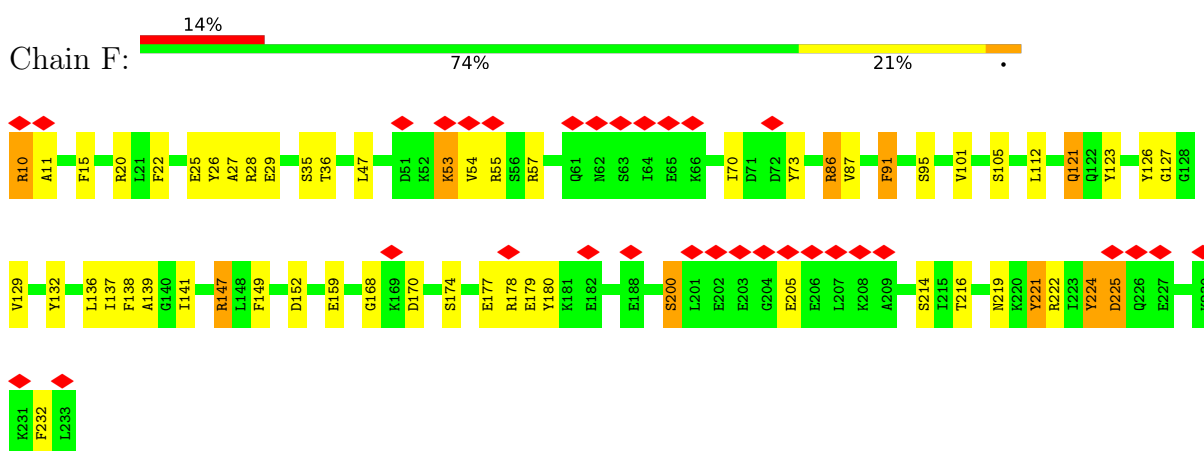 14%
Chain F:
74% 21% •
R10 A11 F15 R20 L21 F22 E25 Y26 A27 R28 E29 S35 T36 L47 D51 K52 K53 V54 R55 S56 R57 Q61 N62 S63 I64 E65 K66 I70 D71 D72 Y73 R86 V87 F91 S95 V101 S105 L112 Q121 Q122 Y123 Y126 G127 G128
V129 Y132 L136 I137 F138 A139 G140 I141 R147 L148 F149 D152 E159 G168 K169 D170 S174 E177 R178 E179 Y180 K181 E182 E188 S200 L201 E202 E203 G204 E205 E206 L207 K208 A209 S214 I215 T216 N219 K220 Y221 R222 I223 Y224 D225 Q226 E227
K231 F232 L233